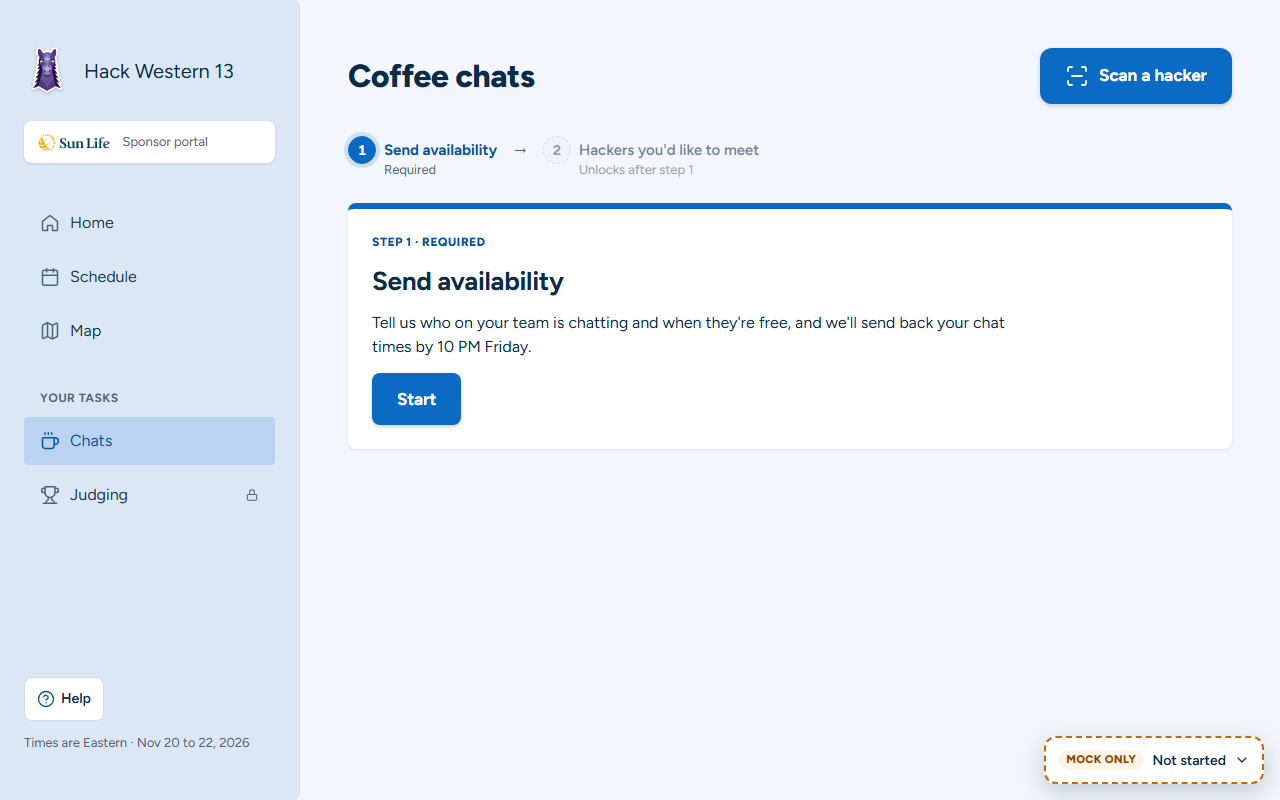 Hack Western 13
Sun Life Sponsor portal
Home
Schedule
Map
YOUR TASKS
Chats
Judging
Help
Times are Eastern · Nov 20 to 22, 2026
Coffee chats
Scan a hacker
1 Send availability → 2 Hackers you'd like to meet
Required Unlocks after step 1
STEP 1 · REQUIRED
Send availability
Tell us who on your team is chatting and when they're free, and we'll send back your chat
times by 10 PM Friday.
Start
MOCK ONLY Not started